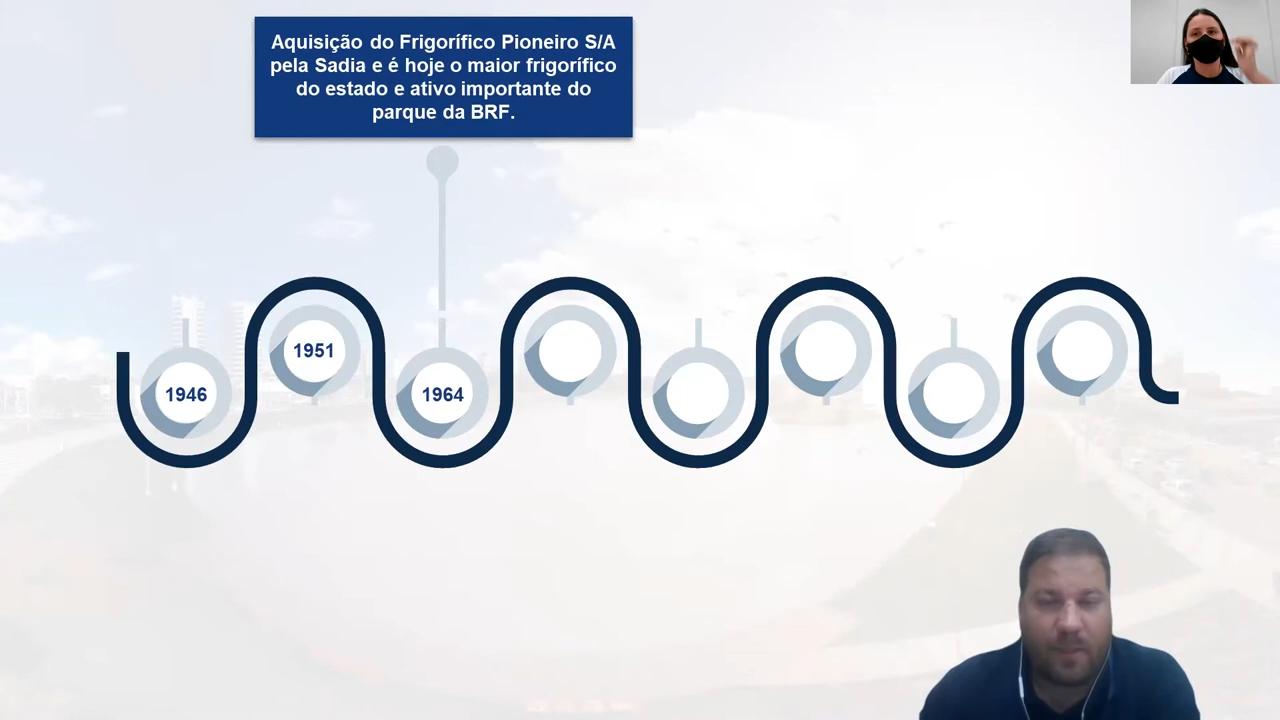 Aquisição do Frigorífico Pioneiro S/A
pela Sadia e é hoje o maior frigorífico
do estado e ativo importante do
parque da BRF.
1951
1946
1964